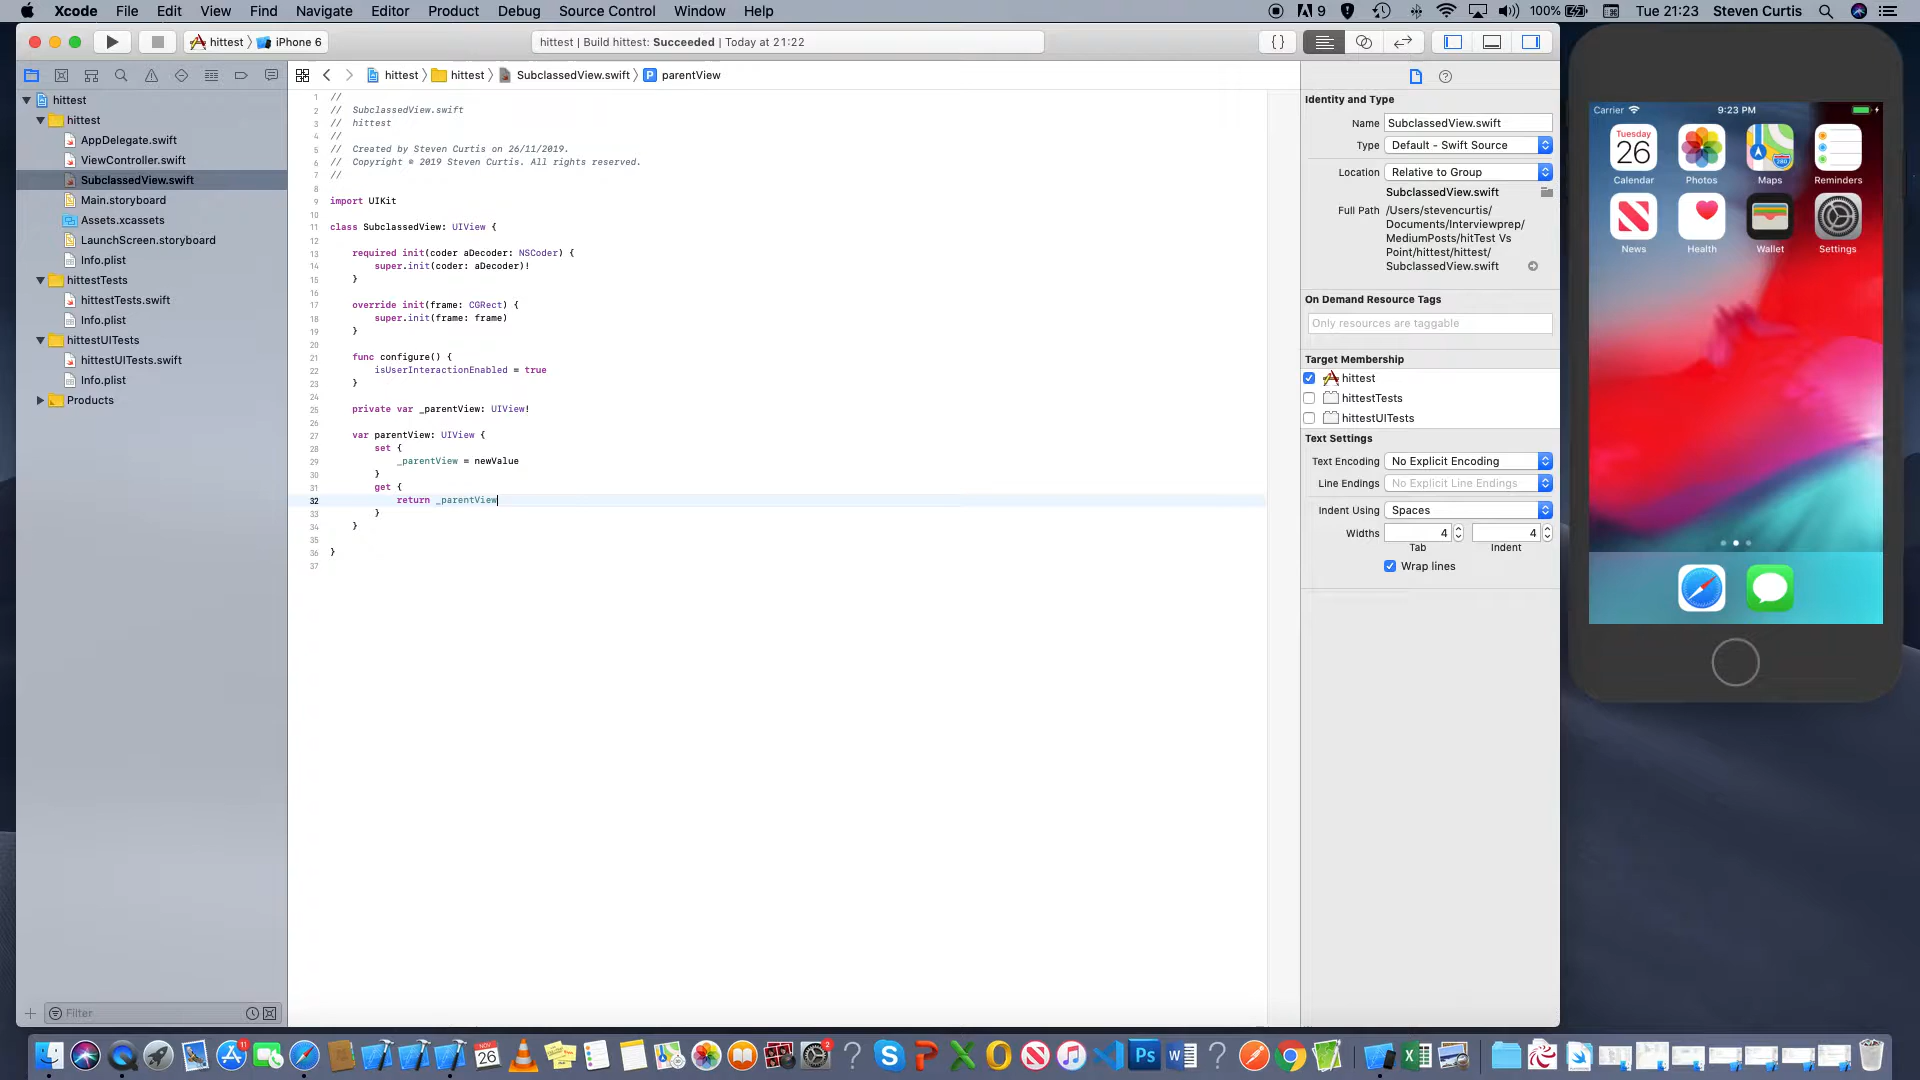 Xcode File Edit View Find Navigate Editor Product Debug Source Control Window Help 9 100% Tue 21:23 Steven Curtis
hittest iPhone 6 hittest | Build hittest: Succeeded | Today at 21:22 { }
hittest hittest SubclassedView.swift P parentView
hittest
hittest
AppDelegate.swift
ViewController.swift
SubclassedView.swift
Main.storyboard
Assets.xcassets
LaunchScreen.storyboard
Info.plist
hittestTests
hittestTests.swift
Info.plist
hittestUITests
hittestUITests.swift
Info.plist
Products
Filter
1 //
2 // SubclassedView.swift
3 // hittest
4 //
5 // Created by Steven Curtis on 26/11/2019.
6 // Copyright © 2019 Steven Curtis. All rights reserved.
7 //
8
9 import UIKit
10
11 class SubclassedView: UIView {
12
13 required init(coder aDecoder: NSCoder) {
14 super.init(coder: aDecoder)!
15 }
16
17 override init(frame: CGRect) {
18 super.init(frame: frame)
19 }
20
21 func configure() {
22 isUserInteractionEnabled = true
23 }
24
25 private var _parentView: UIView!
26
27 var parentView: UIView {
28 set {
29 _parentView = newValue
30 }
31 get {
32 return _parentView
33 }
34 }
35
36 }
37
Identity and Type
Name SubclassedView.swift
Type Default - Swift Source
Location Relative to Group
SubclassedView.swift
Full Path /Users/stevencurtis/
Documents/Interviewprep/
MediumPosts/hitTest Vs
Point/hittest/hittest/
SubclassedView.swift
On Demand Resource Tags
Only resources are taggable
Target Membership
hittest
hittestTests
hittestUITests
Text Settings
Text Encoding No Explicit Encoding
Line Endings No Explicit Line Endings
Indent Using Spaces
Widths 4 4
Tab Indent
Wrap lines
Carrier 9:23 PM
Tuesday
26
280
Calendar Photos Maps Reminders
News Health Wallet Settings
11
NOV
26
2
Ps